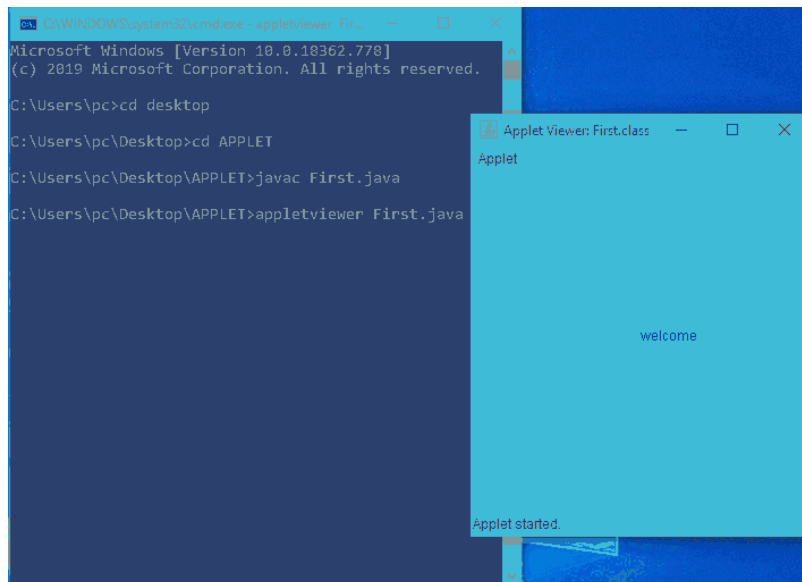 C:\WINDOWS\system32\cmd.exe - appletviewer Fir...
Microsoft Windows [Version 10.0.18362.778]
(c) 2019 Microsoft Corporation. All rights reserved.
C:\Users\pc>cd desktop
C:\Users\pc\Desktop>cd APPLET
C:\Users\pc\Desktop\APPLET>javac First.java
C:\Users\pc\Desktop\APPLET>appletviewer First.java
Applet Viewer: First.class
Applet
welcome
Applet started.